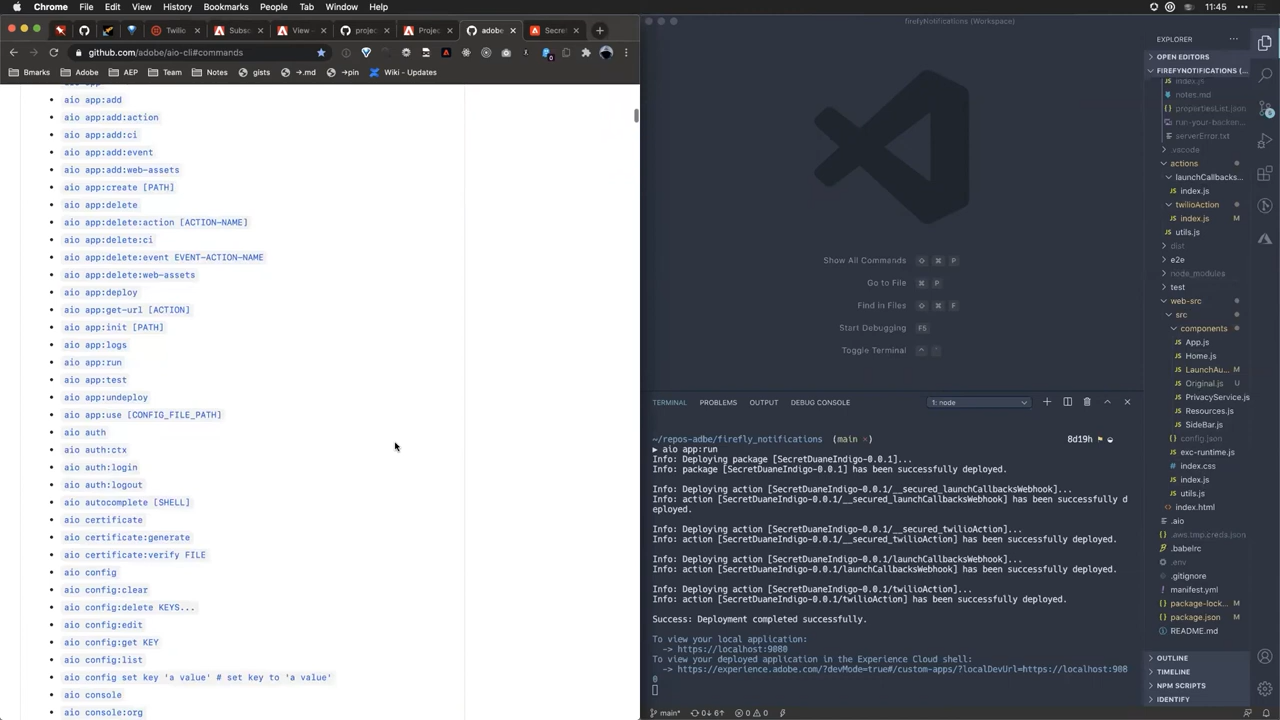 Chrome File Edit View History Bookmarks People Tab Window Help 11:45
Twilio Subsc View - projec Projec adobe Secre
github.com/adobe/aio-cli#commands
Bmarks Adobe AEP Team Notes gists →.md →pin Wiki - Updates
aio app:add
aio app:add:action
aio app:add:ci
aio app:add:event
aio app:add:web-assets
aio app:create [PATH]
aio app:delete
aio app:delete:action [ACTION-NAME]
aio app:delete:ci
aio app:delete:event EVENT-ACTION-NAME
aio app:delete:web-assets
aio app:deploy
aio app:get-url [ACTION]
aio app:init [PATH]
aio app:logs
aio app:run
aio app:test
aio app:undeploy
aio app:use [CONFIG_FILE_PATH]
aio auth
aio auth:ctx
aio auth:login
aio auth:logout
aio autocomplete [SHELL]
aio certificate
aio certificate:generate
aio certificate:verify FILE
aio config
aio config:clear
aio config:delete KEYS...
aio config:edit
aio config:get KEY
aio config:list
aio config set key 'a value' # set key to 'a value'
aio console
aio console:org
fireflyNotifications (Workspace)
Show All Commands ⇧ ⌘ P
Go to File ⌘ P
Find in Files ⇧ ⌘ F
Start Debugging F5
Toggle Terminal ⌃ `
TERMINAL PROBLEMS OUTPUT DEBUG CONSOLE 1: node
~/repos-adbe/firefly_notifications (main ×) 8d19h
▶ aio app:run
Info: Deploying package [SecretDuaneIndigo-0.0.1]...
Info: package [SecretDuaneIndigo-0.0.1] has been successfully deployed.
Info: Deploying action [SecretDuaneIndigo-0.0.1/__secured_launchCallbacksWebhook]...
Info: action [SecretDuaneIndigo-0.0.1/__secured_launchCallbacksWebhook] has been successfully d
eployed.
Info: Deploying action [SecretDuaneIndigo-0.0.1/__secured_twilioAction]...
Info: action [SecretDuaneIndigo-0.0.1/__secured_twilioAction] has been successfully deployed.
Info: Deploying action [SecretDuaneIndigo-0.0.1/launchCallbacksWebhook]...
Info: action [SecretDuaneIndigo-0.0.1/launchCallbacksWebhook] has been successfully deployed.
Info: Deploying action [SecretDuaneIndigo-0.0.1/twilioAction]...
Info: action [SecretDuaneIndigo-0.0.1/twilioAction] has been successfully deployed.
Success: Deployment completed successfully.
To view your local application:
-> https://localhost:9080
To view your deployed application in the Experience Cloud shell:
-> https://experience.adobe.com/?devMode=true#/custom-apps/?localDevUrl=https://localhost:908
0
main* 0↓ 6↑ 0 0
EXPLORER ...
OPEN EDITORS
FIREFYNOTIFICATIONS (...
index.js
notes.md
propertiesList.json
run-your-backen...
serverError.txt
.vscode
actions
launchCallbacks...
index.js
twilioAction
index.js M
utils.js
dist
e2e
node_modules
test
web-src
src
components
App.js
Home.js
LaunchAu... M
Original.js U
PrivacyService.js
Resources.js
SideBar.js
config.json
exc-runtime.js
index.css
index.js
utils.js
index.html
.aio
.aws.tmp.creds.json
.babelrc
.env
.gitignore
manifest.yml
package-lock... M
package.json M
README.md
OUTLINE
TIMELINE
NPM SCRIPTS
IDENTIFY